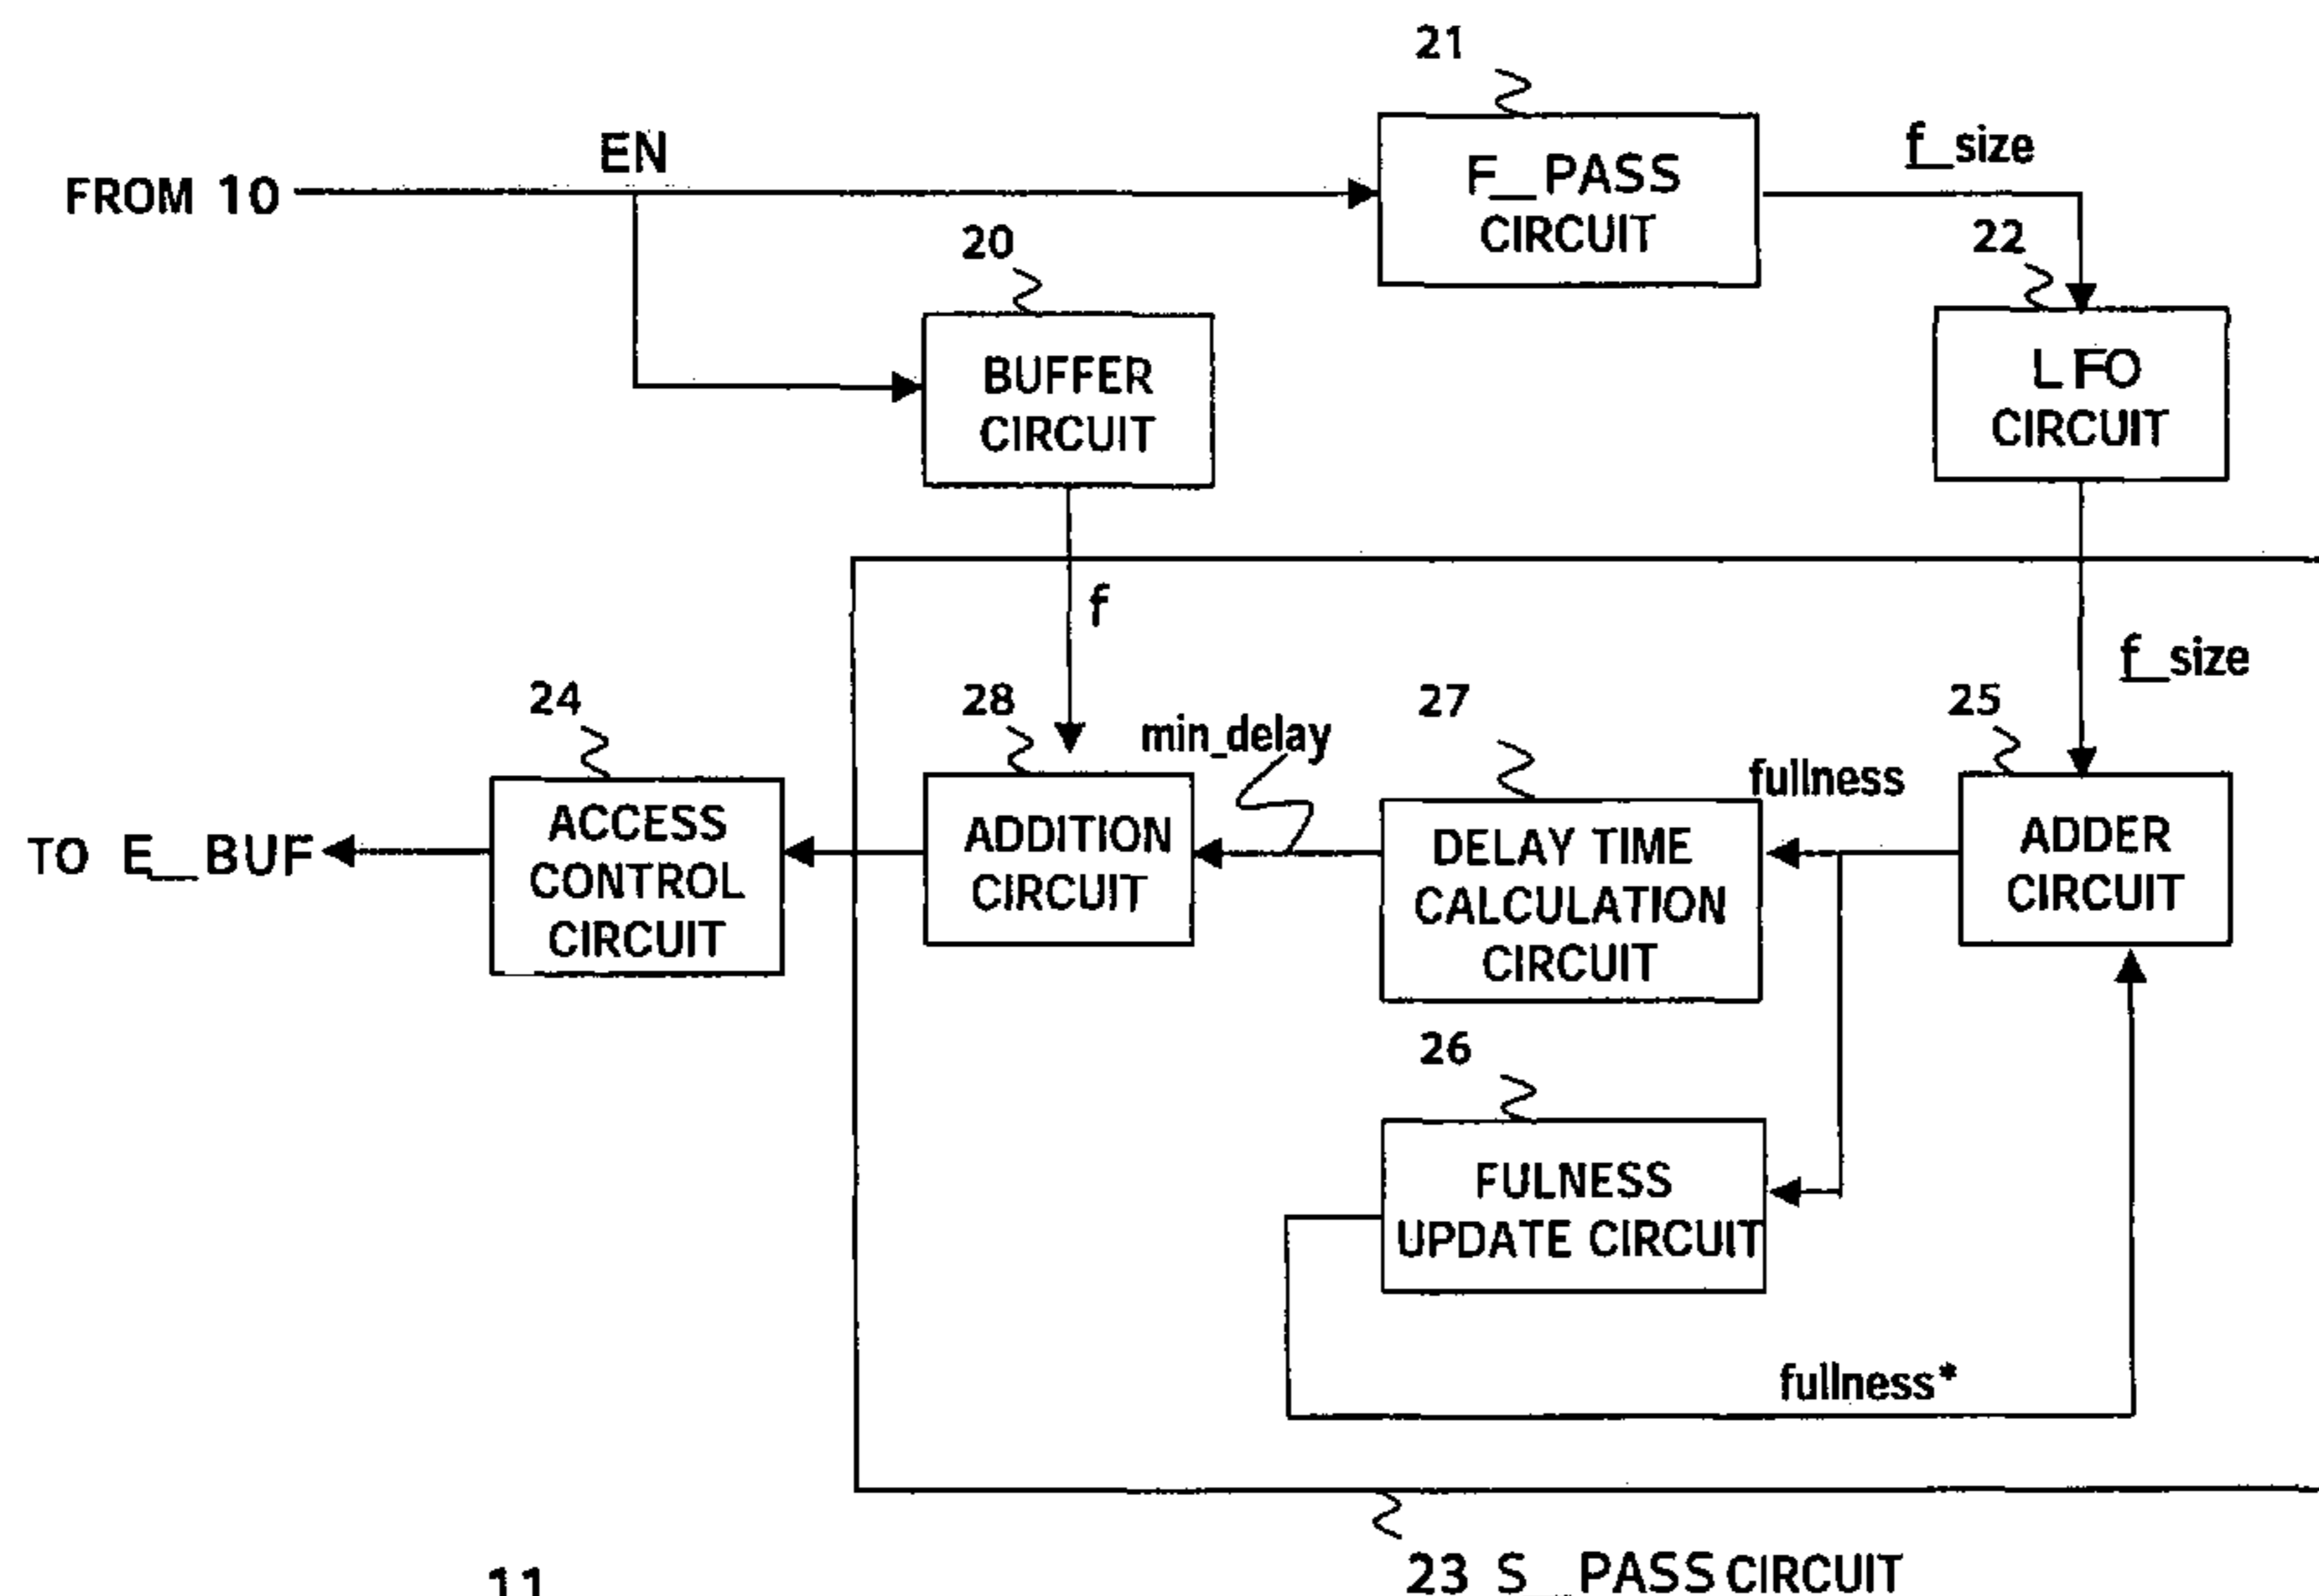 21
EN
f_size
FROM 10
F_PASS
CIRCUIT
20
22
BUFFER
CIRCUIT
LFO
CIRCUIT
f
f_size
24
28
min_delay
27
25
fullness
TO E_BUF
ACCESS
CONTROL
CIRCUIT
ADDITION
CIRCUIT
DELAY TIME
CALCULATION
CIRCUIT
ADDER
CIRCUIT
26
FULNESS
UPDATE CIRCUIT
fullness*
11
23 S_PASS CIRCUIT